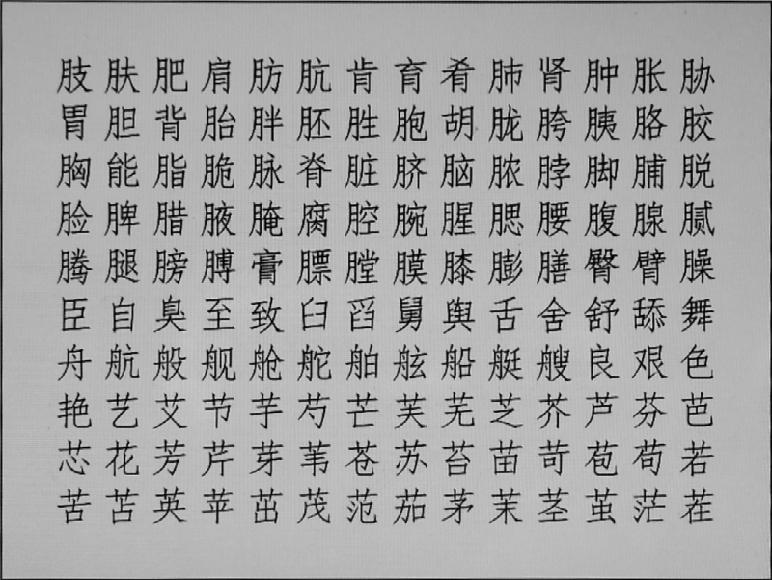 肢肤肥肩肪肮肯育肴肺肾肿胀胁
胃胆背胎胖胚胜胞胡胧胯胰胳胶
胸能脂脆脉脊脏脐脑脓脖脚脯脱
脸脾腊腋腌腐腔腕腥腮腰腹腺腻
腾腿膀膊膏膘膛膜膝膨膳臀臂臊
臣自臭至致臼舀舅舆舌舍舒舔舞
舟航般舰舱舵舶舷船艇艘良艰色
艳艺艾节芋芍芒芙芜芝芥芦芬芭
芯花芳芹芽苇苍苏苔苗苛苞苟若
苦苫英苹茁茂范茄茅茉茎茧茫茬